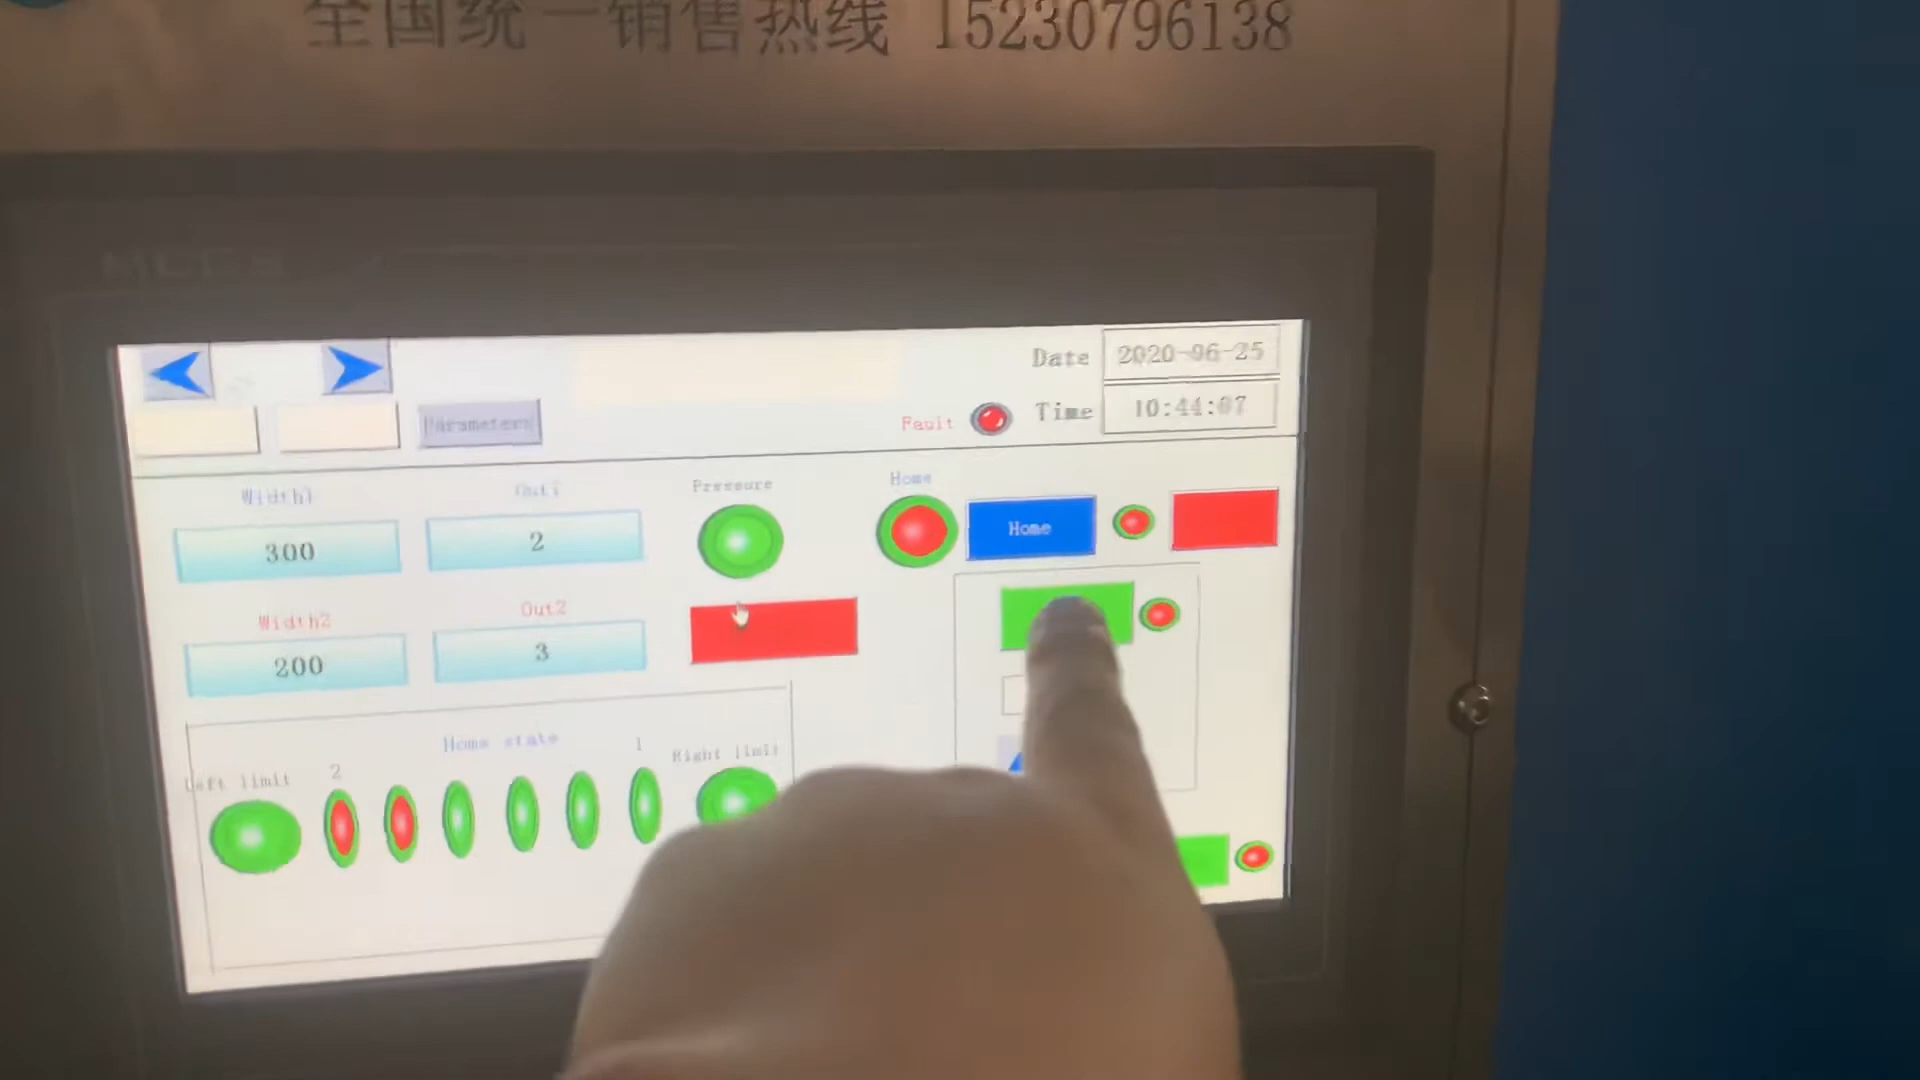 全国统一销售热线 15230796138
MCGS
Date 2020-06-25
Parameters Fault Time 10:44:07
Width1 Out1 Pressure Home
300 2 Home
Width2 Out2
200 3
Home state 1 Right limit
Left limit 2